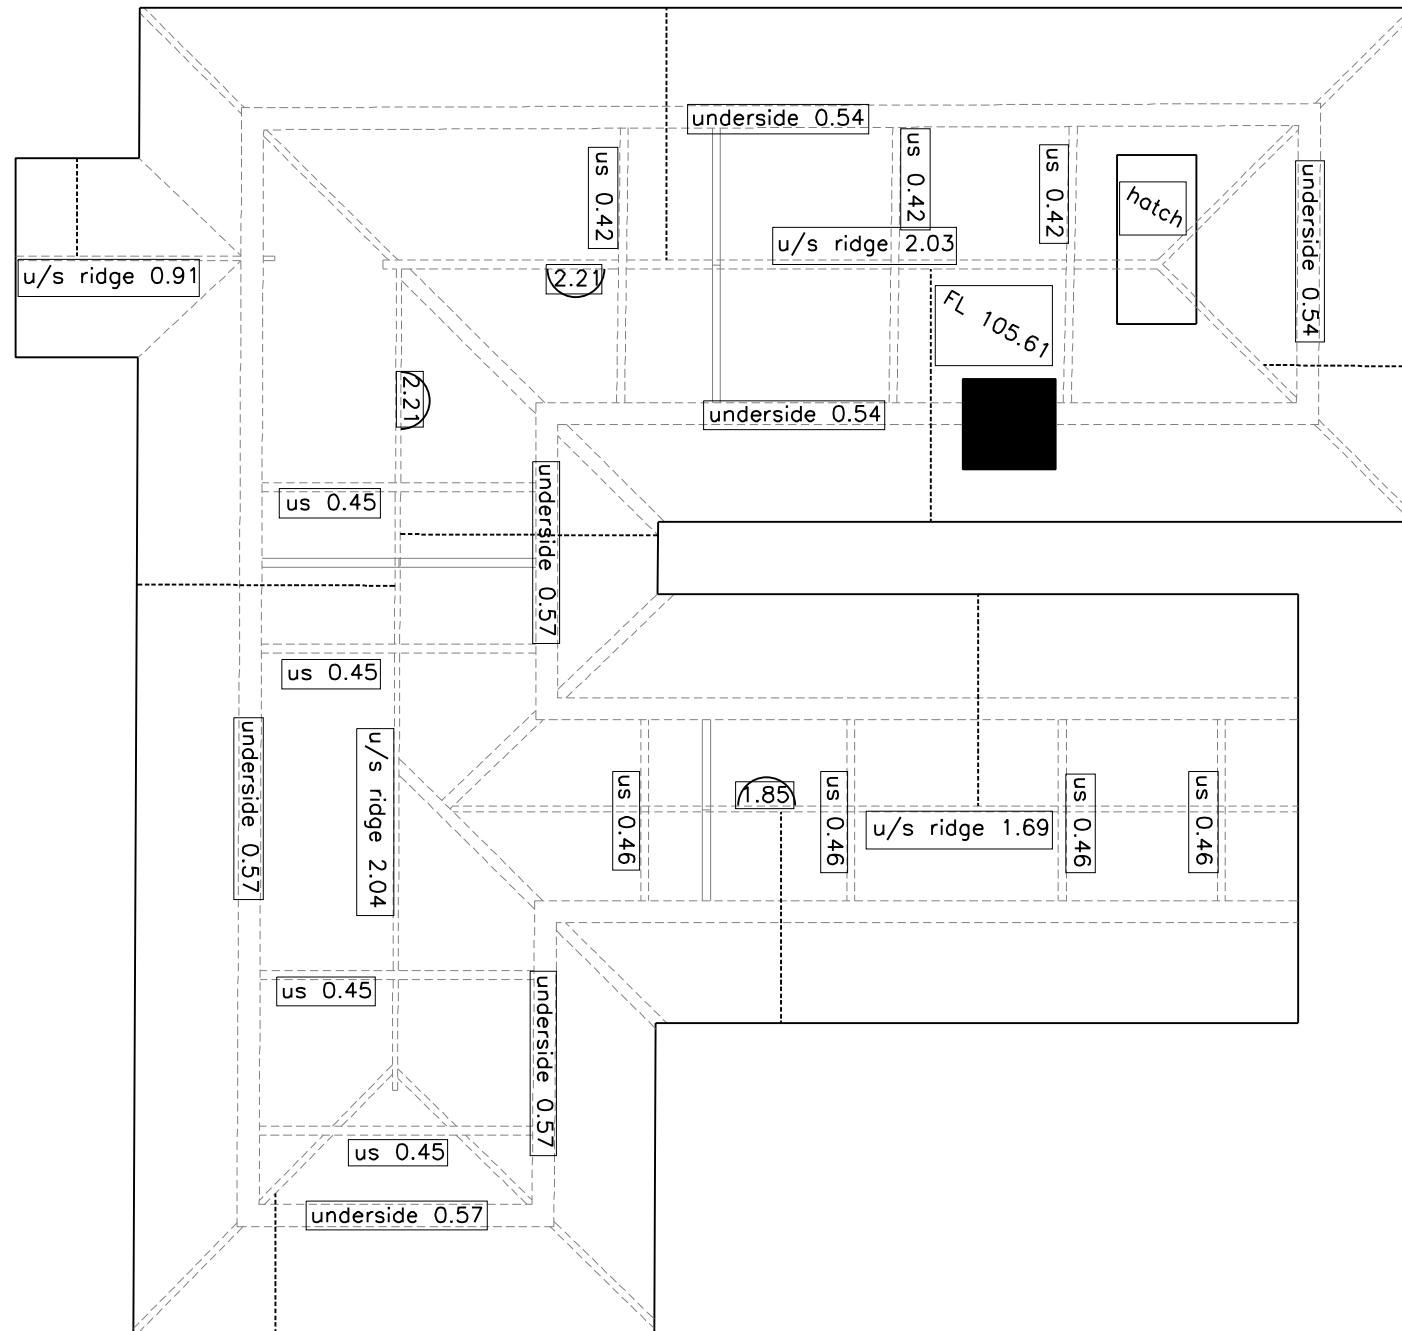 underside 0.54
us 0.42
us 0.42
us 0.42
hatch
underside 0.54
u/s ridge 2.03
u/s ridge 0.91
2.21
FL 105.61
2.21
underside 0.54
us 0.45
underside 0.57
us 0.45
underside 0.57
u/s ridge 2.04
us 0.46
1.85
us 0.46
u/s ridge 1.69
us 0.46
us 0.46
us 0.45
underside 0.57
us 0.45
underside 0.57